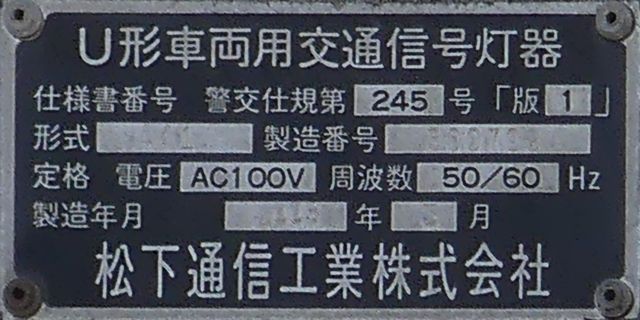 U形車両用交通信号灯器
仕様書番号 警交仕規第 245 号「版 1 」
形式 製造番号
定格 電圧 AC100V 周波数 50/60 Hz
製造年月 年 月
松下通信工業株式会社